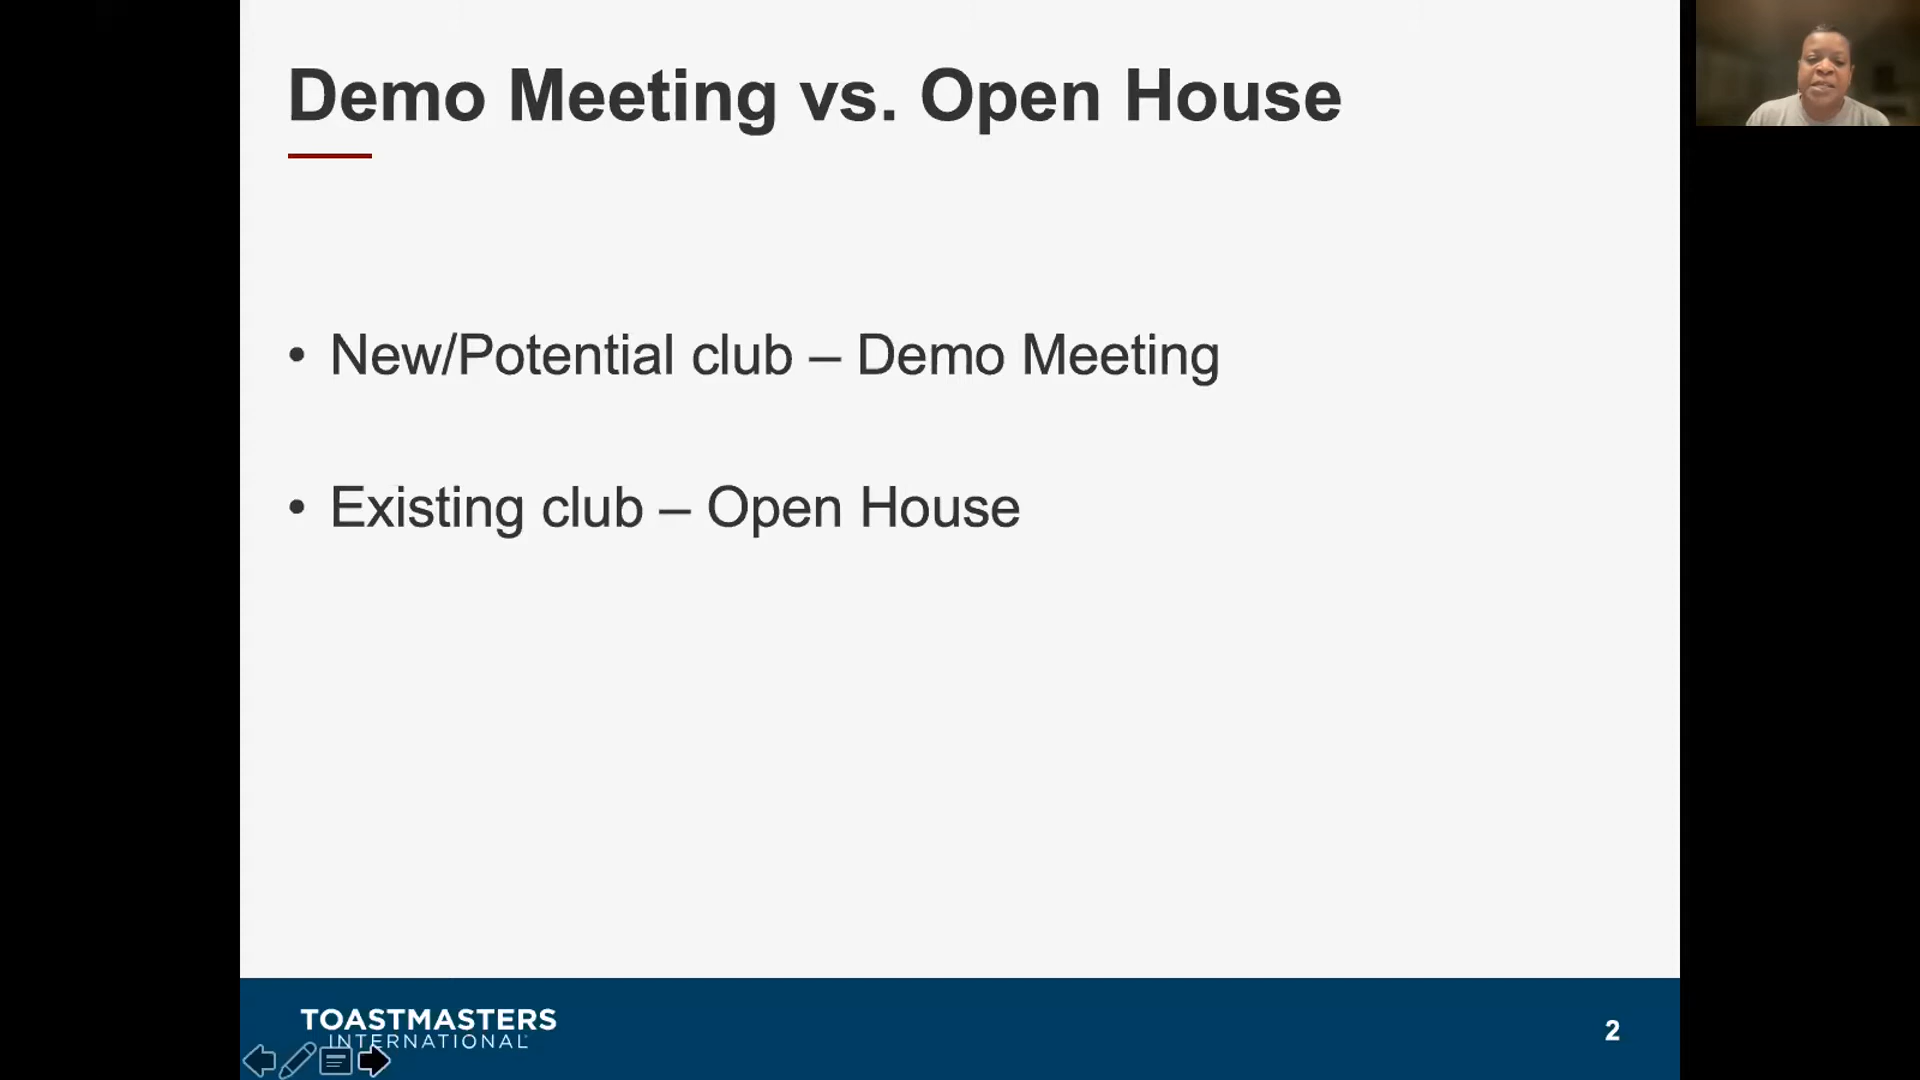 Demo Meeting vs. Open House
• New/Potential club – Demo Meeting
• Existing club – Open House
TOASTMASTERS
INTERNATIONAL
2